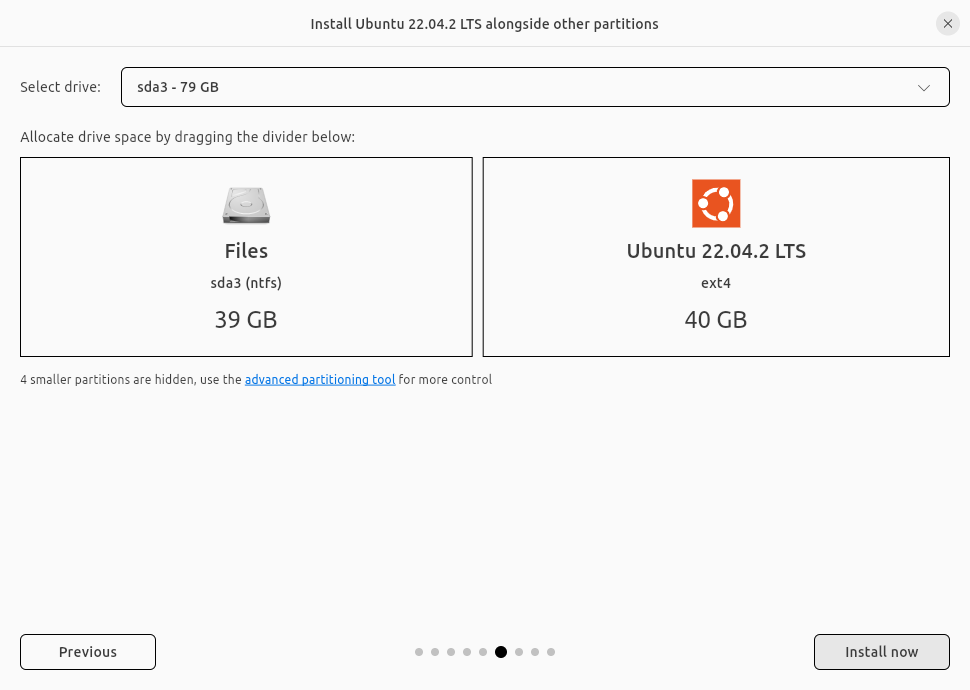 Install Ubuntu 22.04.2 LTS alongside other partitions
Select drive: sda3 - 79 GB
Allocate drive space by dragging the divider below:
Files
sda3 (ntfs)
39 GB
Ubuntu 22.04.2 LTS
ext4
40 GB
4 smaller partitions are hidden, use the advanced partitioning tool for more control
Previous
Install now